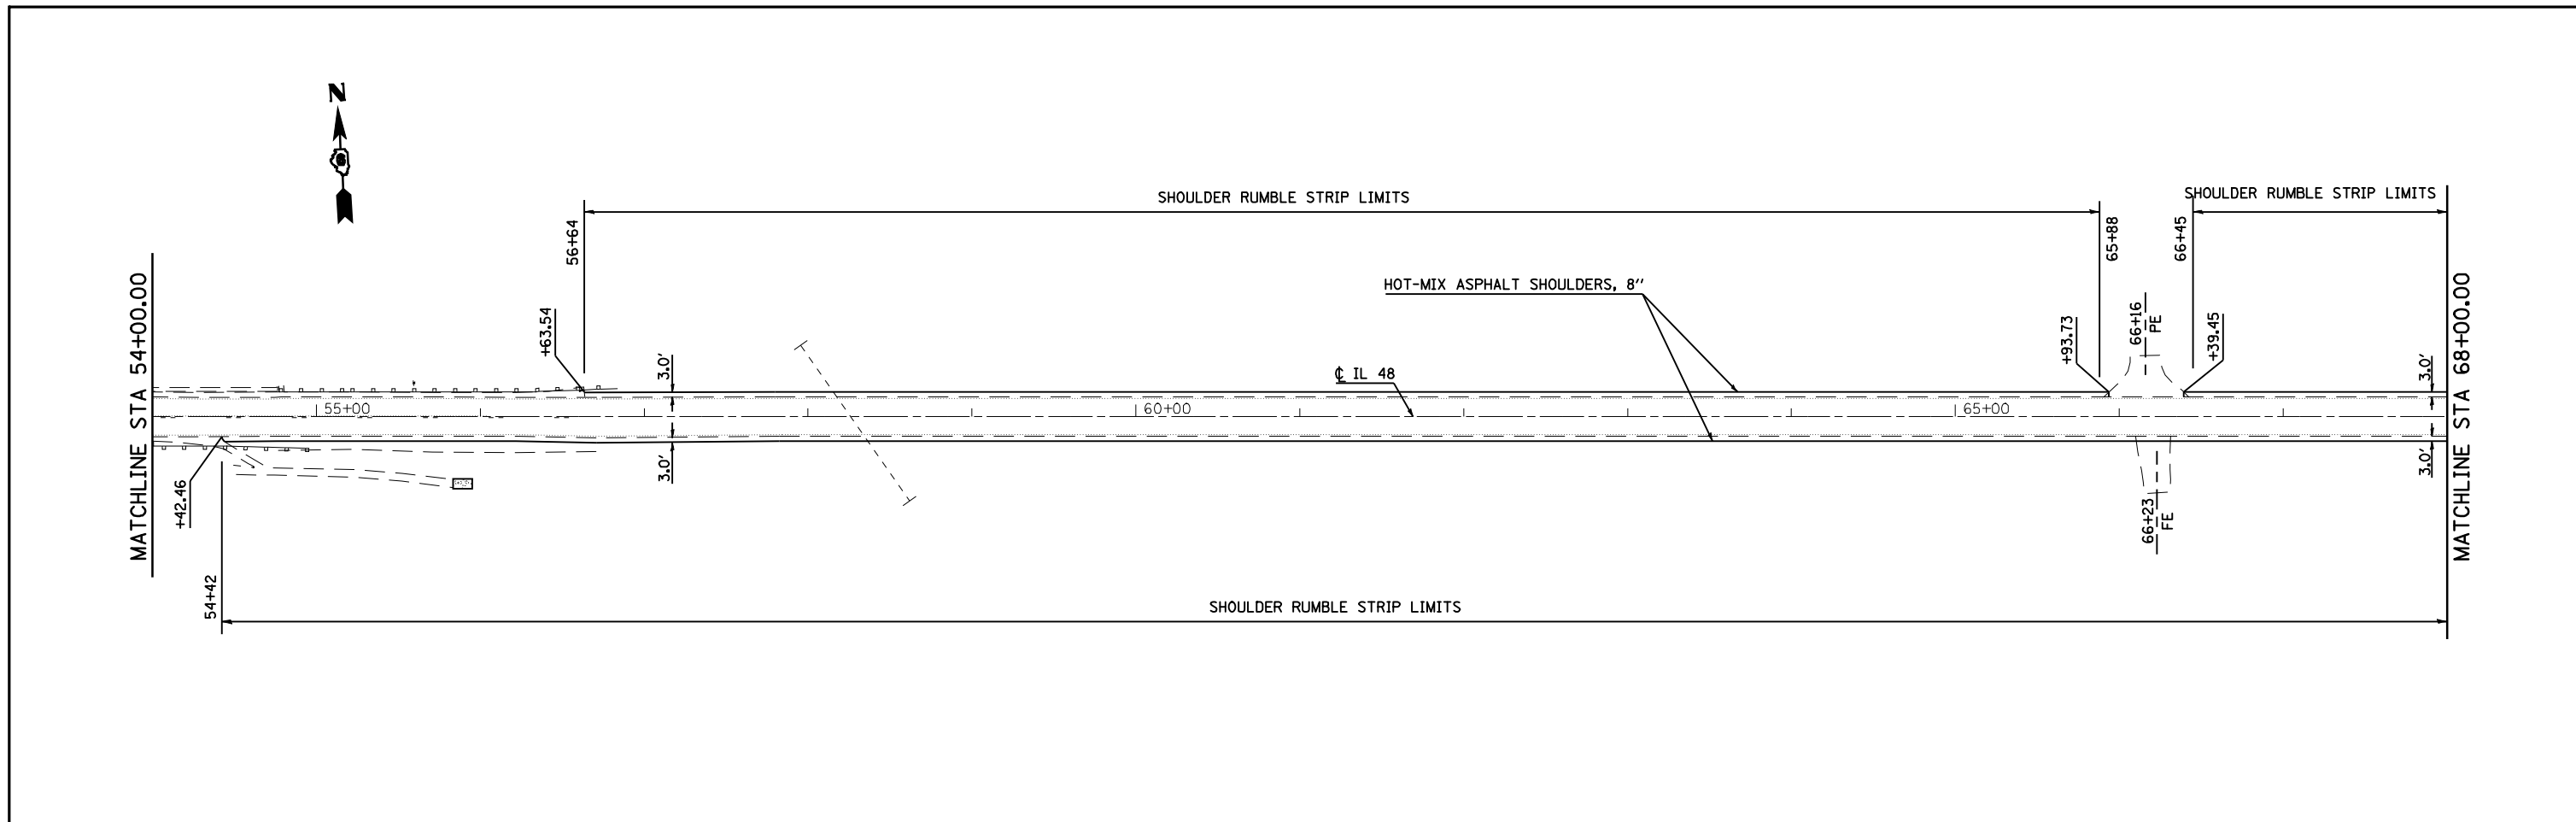 N
SHOULDER RUMBLE STRIP LIMITS
SHOULDER RUMBLE STRIP LIMITS
56+64
65+88
66+45
MATCHLINE STA 54+00.00
MATCHLINE STA 68+00.00
HOT-MIX ASPHALT SHOULDERS, 8''
+63.54
3.0'
℄ IL 48
+93.73
66+16
PE
+39.45
3.0'
55+00
60+00
65+00
3.0'
3.0'
+42.46
66+23
FE
54+42
SHOULDER RUMBLE STRIP LIMITS